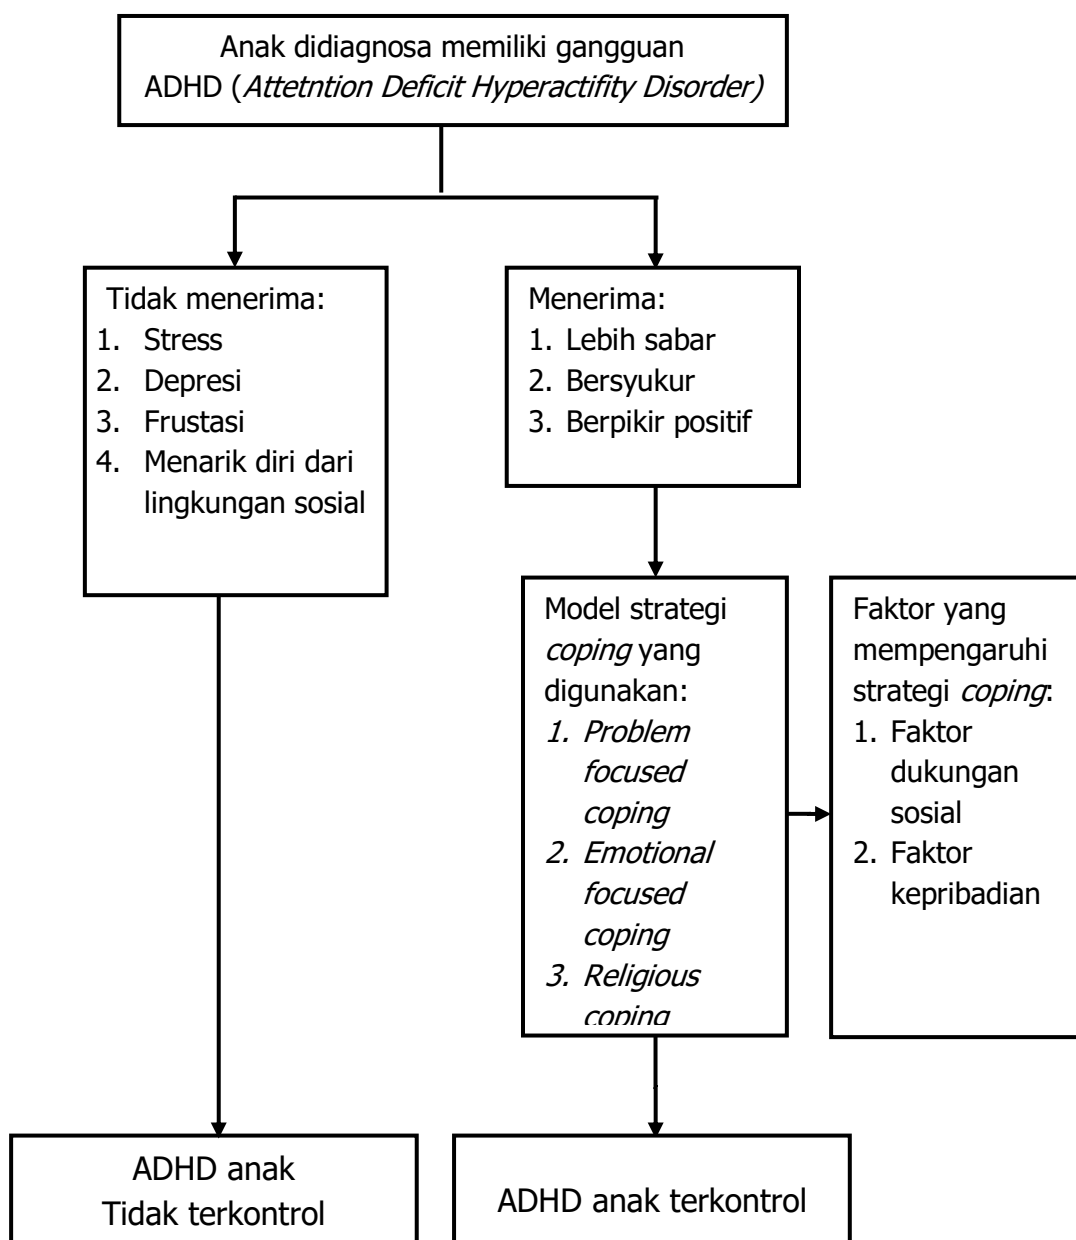 Anak didiagnosa memiliki gangguan
ADHD (Attetntion Deficit Hyperactifity Disorder)
Tidak menerima:
1. Stress
2. Depresi
3. Frustasi
4. Menarik diri dari
lingkungan sosial
Menerima:
1. Lebih sabar
2. Bersyukur
3. Berpikir positif
Model strategi
coping yang
digunakan:
1. Problem
focused
coping
2. Emotional
focused
coping
3. Religious
coping
Faktor yang
mempengaruhi
strategi coping:
1. Faktor
dukungan
sosial
2. Faktor
kepribadian
ADHD anak
Tidak terkontrol
ADHD anak terkontrol